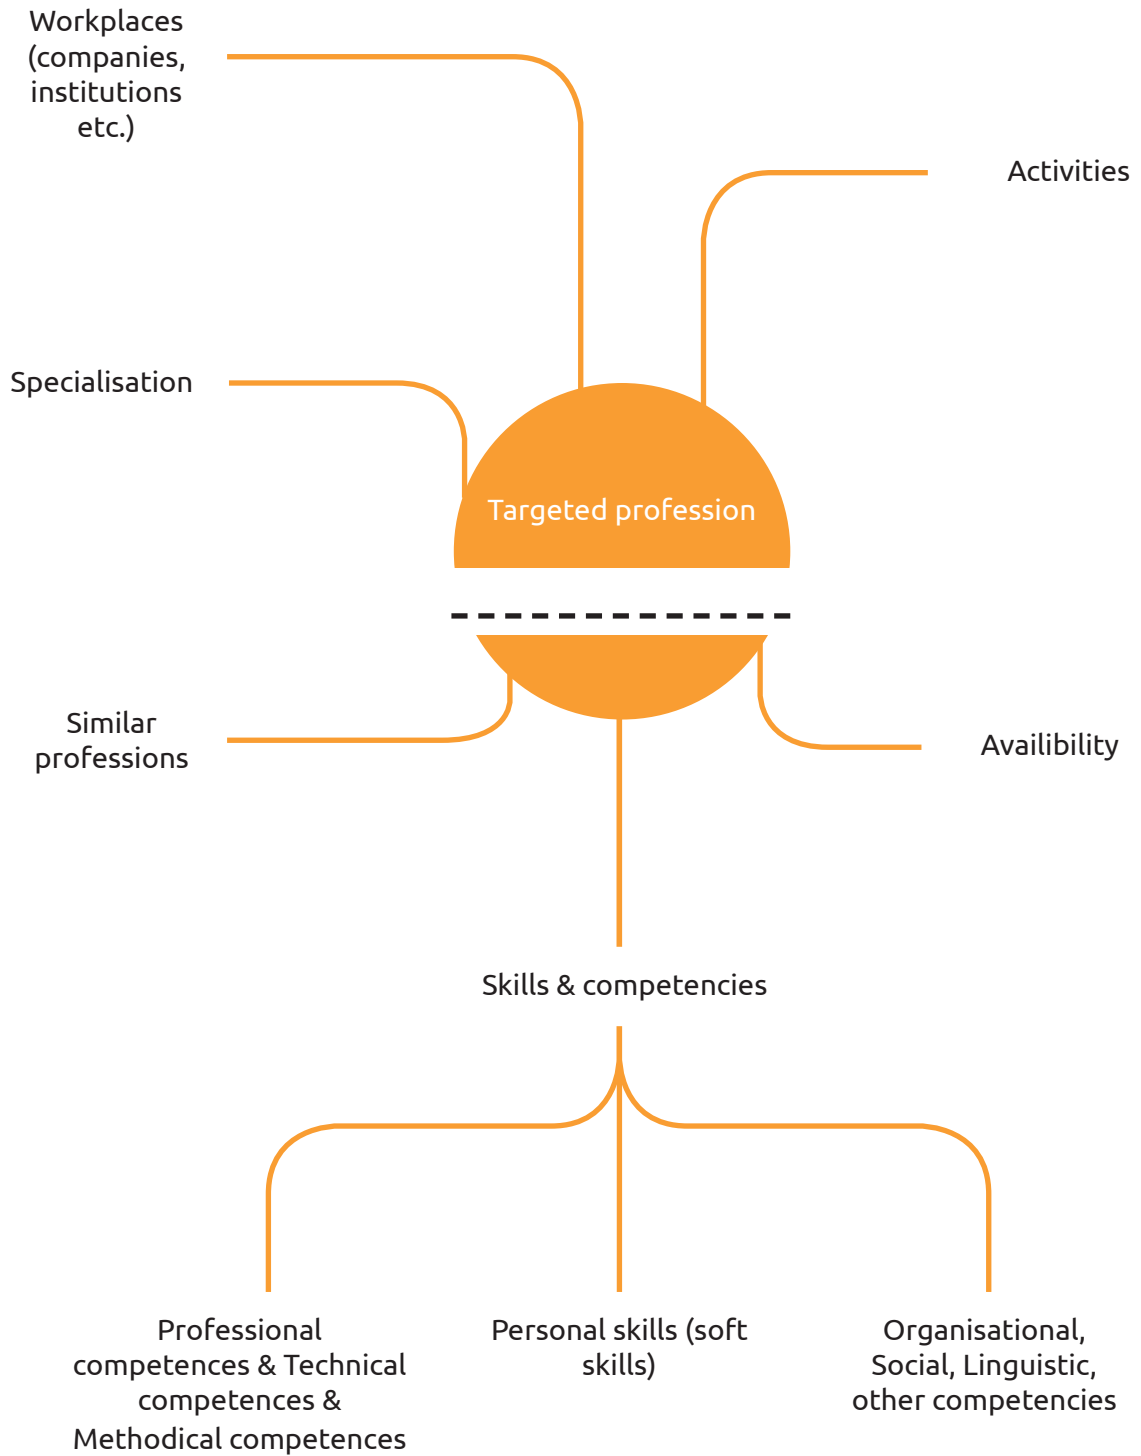 Workplaces
(companies,
institutions
etc.)
Activities
Specialisation
Targeted profession
Similar
professions
Availibility
Skills & competencies
Professional
competences & Technical
competences &
Methodical competences
Personal skills (soft
skills)
Organisational,
Social, Linguistic,
other competencies